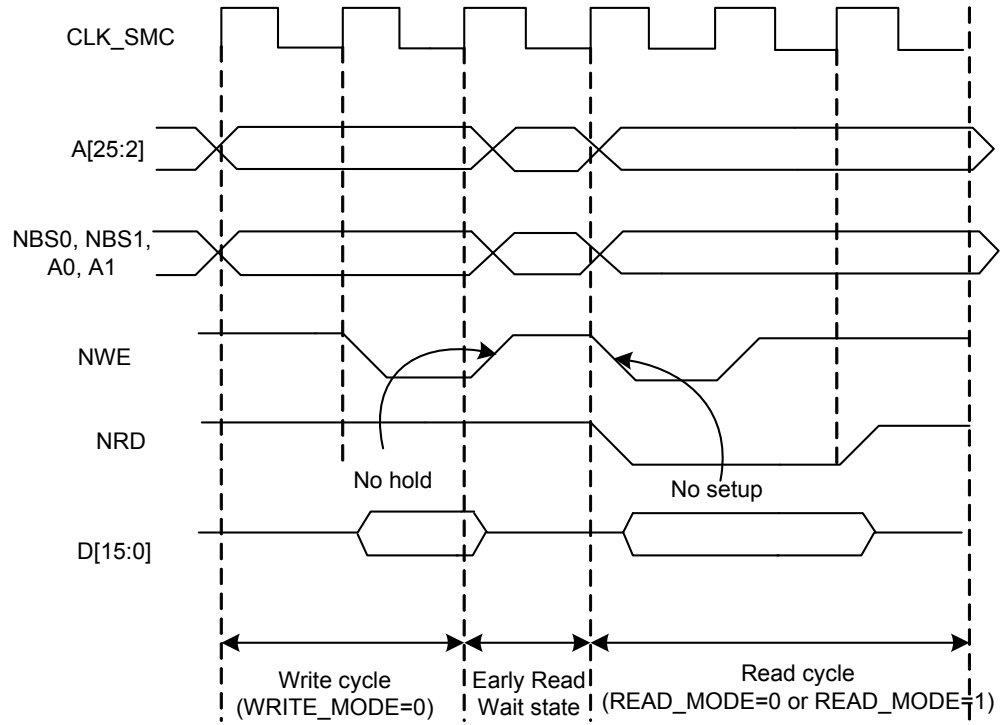 CLK_SMC
A[25:2]
NBS0, NBS1,
A0, A1
NWE
NRD
No hold
No setup
D[15:0]
Write cycle
(WRITE_MODE=0)
Early Read
Wait state
Read cycle
(READ_MODE=0 or READ_MODE=1)